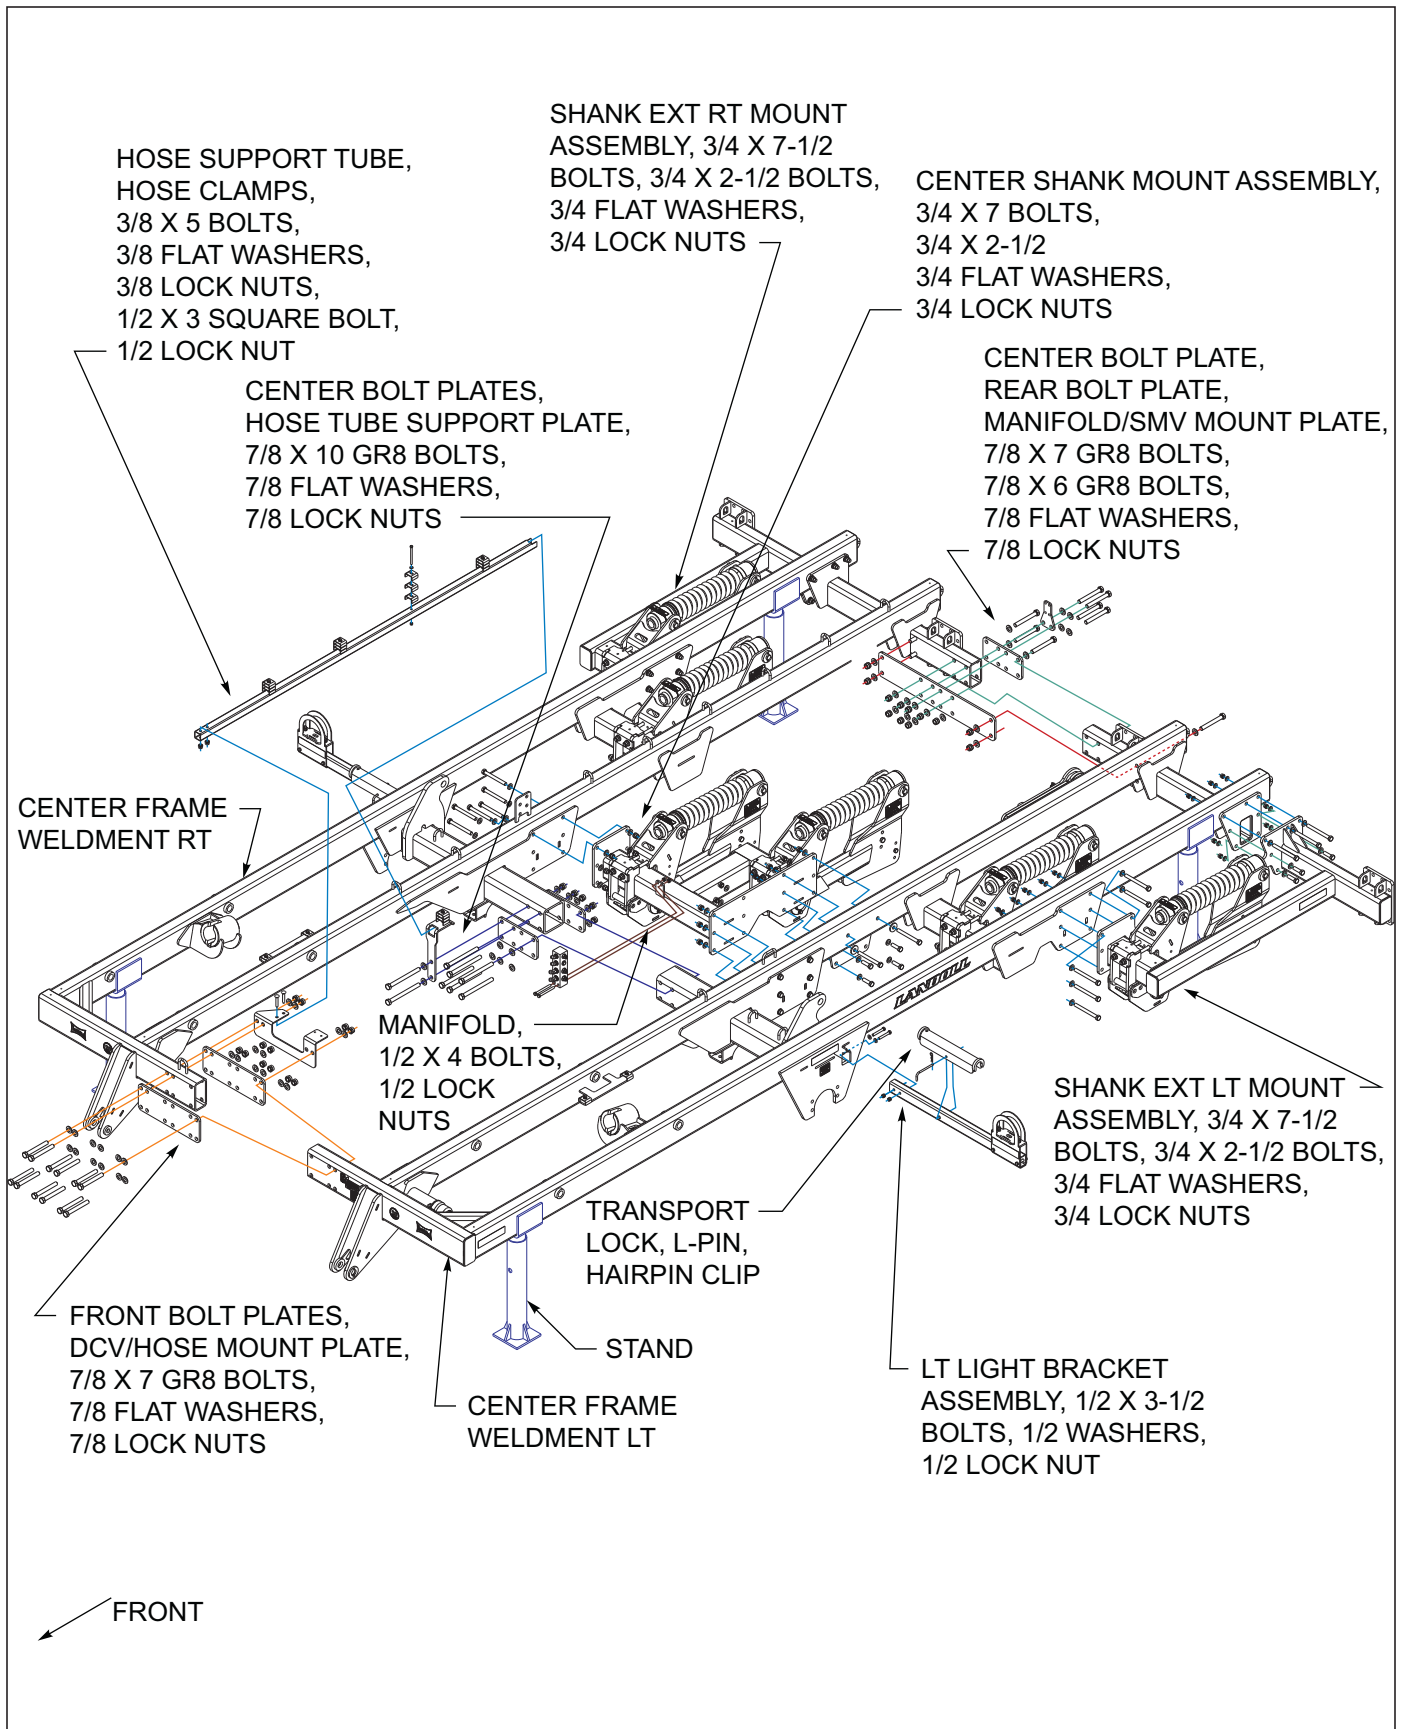 SHANK EXT RT MOUNT
ASSEMBLY, 3/4 X 7-1/2
BOLTS, 3/4 X 2-1/2 BOLTS,
3/4 FLAT WASHERS,
3/4 LOCK NUTS
HOSE SUPPORT TUBE,
HOSE CLAMPS,
3/8 X 5 BOLTS,
3/8 FLAT WASHERS,
3/8 LOCK NUTS,
1/2 X 3 SQUARE BOLT,
1/2 LOCK NUT
CENTER SHANK MOUNT ASSEMBLY,
3/4 X 7 BOLTS,
3/4 X 2-1/2
3/4 FLAT WASHERS,
3/4 LOCK NUTS
CENTER BOLT PLATE,
REAR BOLT PLATE,
MANIFOLD/SMV MOUNT PLATE,
7/8 X 7 GR8 BOLTS,
7/8 X 6 GR8 BOLTS,
7/8 FLAT WASHERS,
7/8 LOCK NUTS
CENTER BOLT PLATES,
HOSE TUBE SUPPORT PLATE,
7/8 X 10 GR8 BOLTS,
7/8 FLAT WASHERS,
7/8 LOCK NUTS
CENTER FRAME
WELDMENT RT
LANDOLL
MANIFOLD,
1/2 X 4 BOLTS,
1/2 LOCK
NUTS
SHANK EXT LT MOUNT
ASSEMBLY, 3/4 X 7-1/2
BOLTS, 3/4 X 2-1/2 BOLTS,
3/4 FLAT WASHERS,
3/4 LOCK NUTS
TRANSPORT
LOCK, L-PIN,
HAIRPIN CLIP
FRONT BOLT PLATES,
DCV/HOSE MOUNT PLATE,
7/8 X 7 GR8 BOLTS,
7/8 FLAT WASHERS,
7/8 LOCK NUTS
STAND
CENTER FRAME
WELDMENT LT
LT LIGHT BRACKET
ASSEMBLY, 1/2 X 3-1/2
BOLTS, 1/2 WASHERS,
1/2 LOCK NUT
FRONT